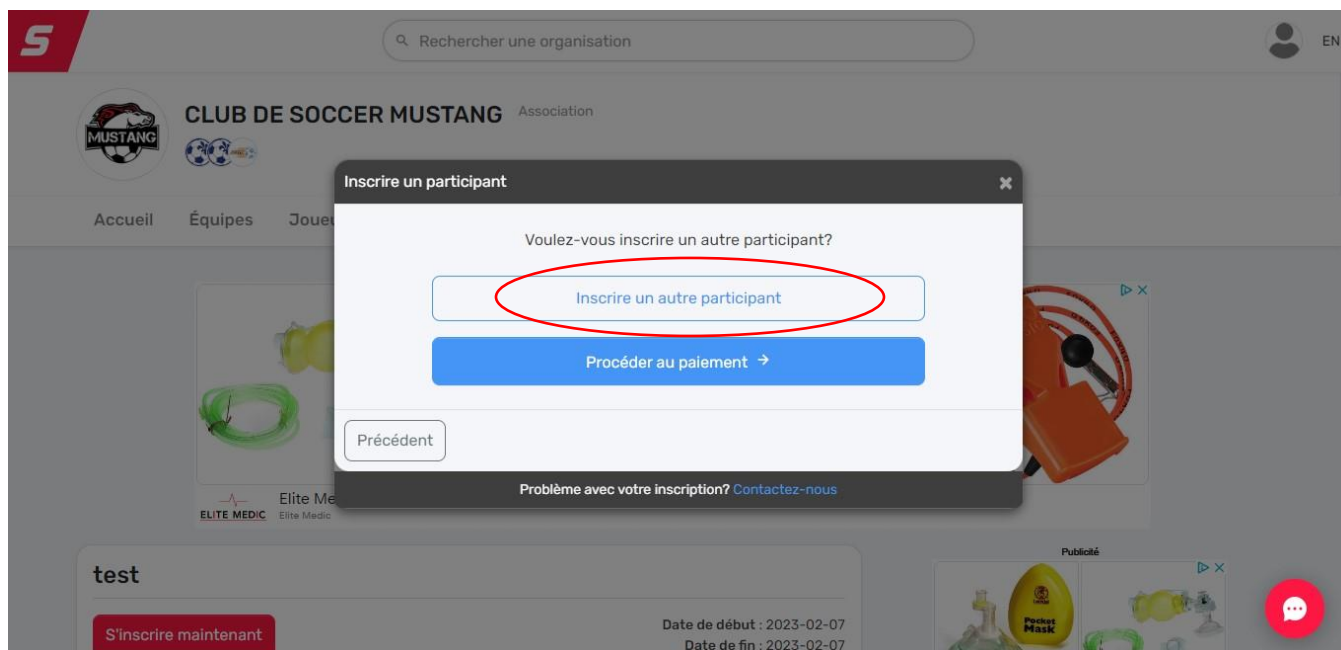 S
Rechercher une organisation
EN
MUSTANG
CLUB DE SOCCER MUSTANG Association
Inscrire un participant
Accueil Équipes
Voulez-vous inscrire un autre participant?
Inscrire un autre participant
Procéder au paiement
Précédent
Problème avec votre inscription? Contactez-nous
ELITE MEDIC
Elite Me
Elite Medic
test
S'inscrire maintenant
Date de début : 2023-02-07
Date de fin : 2023-02-07
Publicité
Pocket
Mask